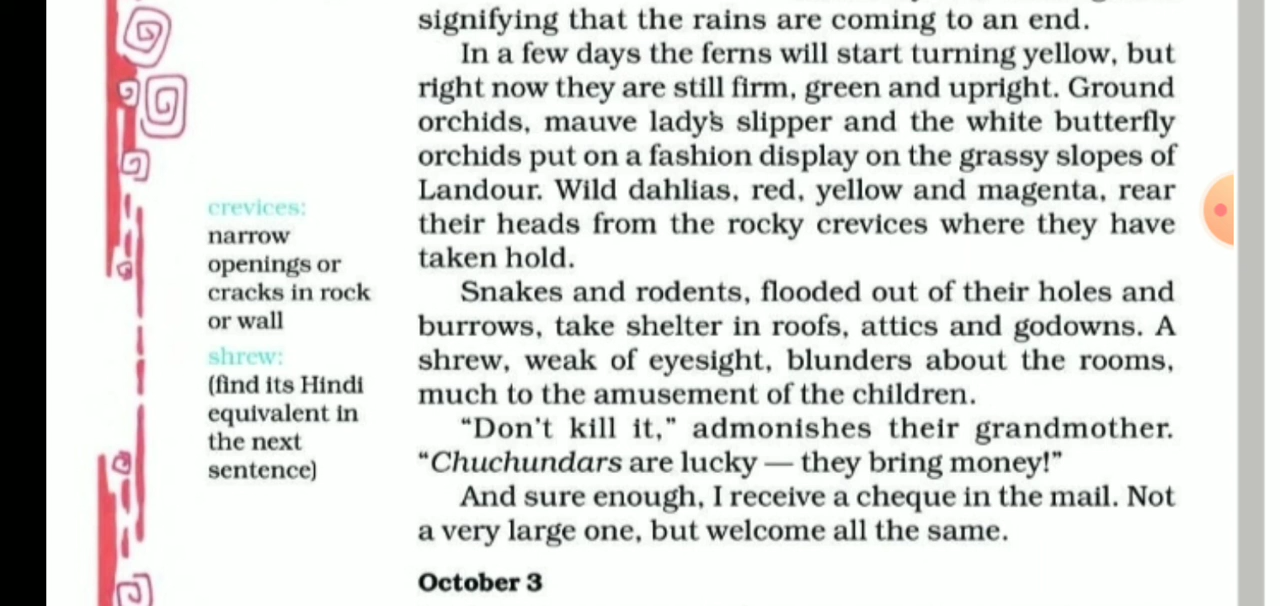 signifying that the rains are coming to an end.
In a few days the ferns will start turning yellow, but
right now they are still firm, green and upright. Ground
orchids, mauve lady's slipper and the white butterfly
orchids put on a fashion display on the grassy slopes of
Landour. Wild dahlias, red, yellow and magenta, rear
their heads from the rocky crevices where they have
taken hold.
Snakes and rodents, flooded out of their holes and
burrows, take shelter in roofs, attics and godowns. A
shrew, weak of eyesight, blunders about the rooms,
much to the amusement of the children.
“Don't kill it,” admonishes their grandmother.
“Chuchundars are lucky — they bring money!”
And sure enough, I receive a cheque in the mail. Not
a very large one, but welcome all the same.
October 3
crevices:
narrow
openings or
cracks in rock
or wall
shrew:
(find its Hindi
equivalent in
the next
sentence)